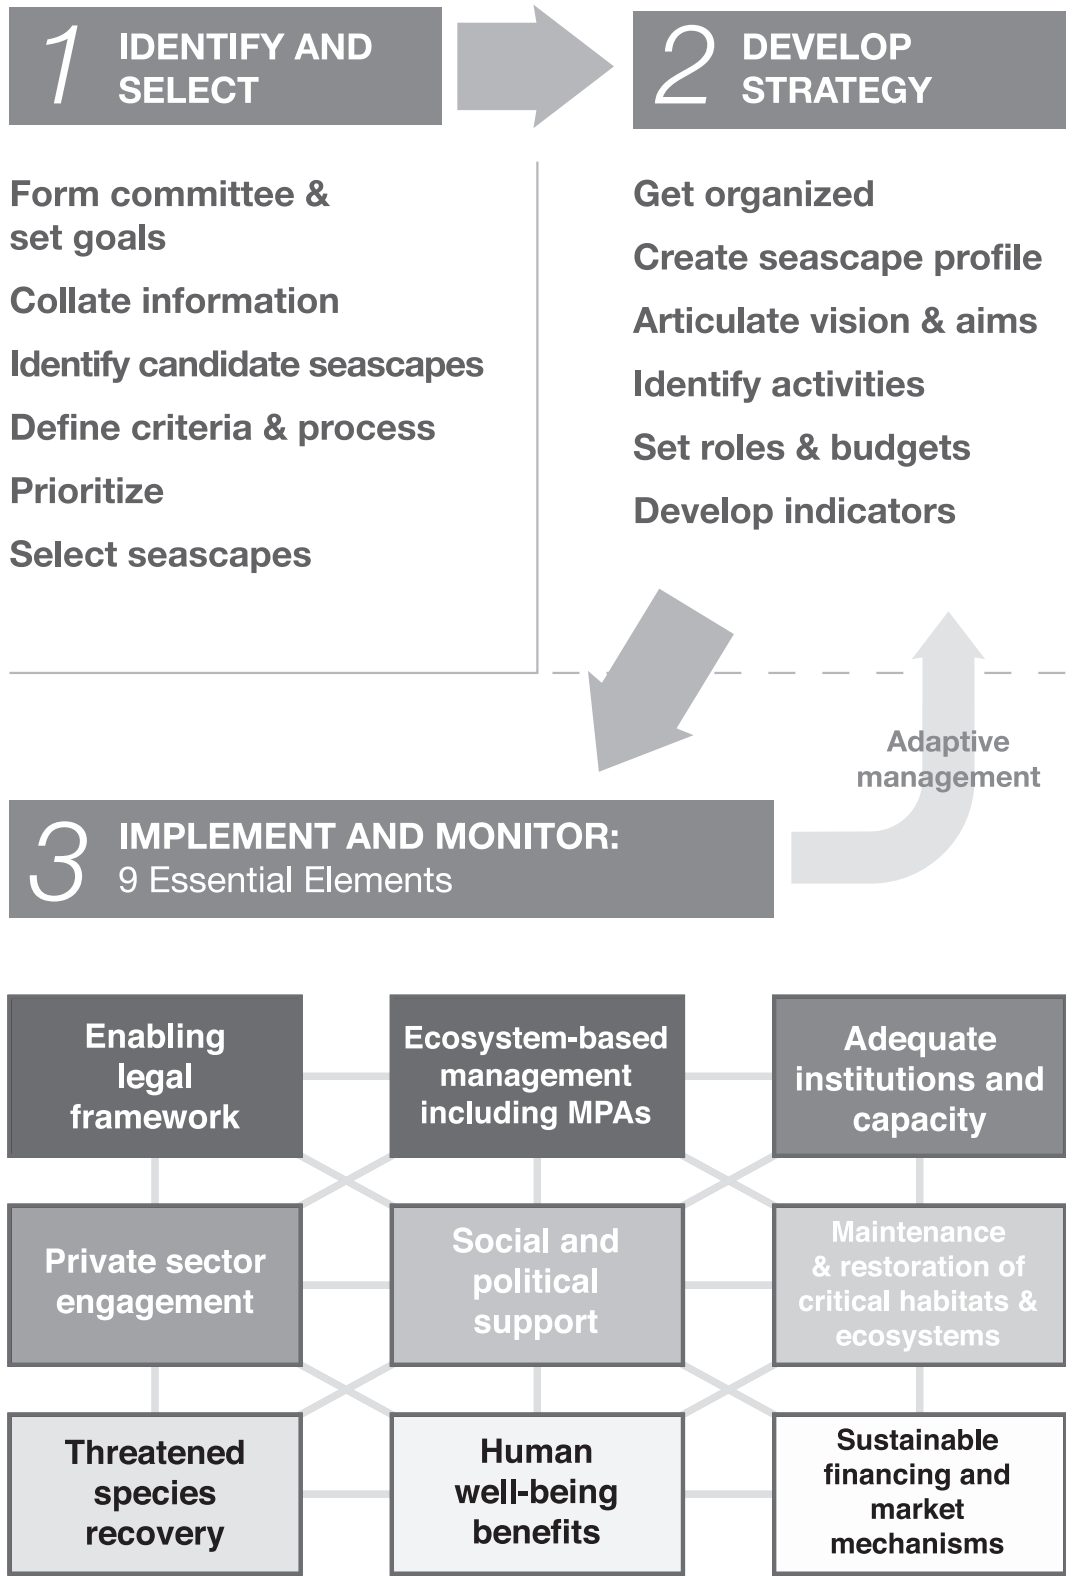 1 IDENTIFY AND
SELECT
Form committee &
set goals
Collate information
Identify candidate seascapes
Define criteria & process
Prioritize
Select seascapes
2 DEVELOP
STRATEGY
Get organized
Create seascape profile
Articulate vision & aims
Identify activities
Set roles & budgets
Develop indicators
Adaptive
management
3 IMPLEMENT AND MONITOR:
9 Essential Elements
Enabling
legal
framework
Ecosystem-based
management
including MPAs
Adequate
institutions and
capacity
Private sector
engagement
Social and
political
support
Maintenance
& restoration of
critical habitats &
ecosystems
Threatened
species
recovery
Human
well-being
benefits
Sustainable
financing and
market
mechanisms